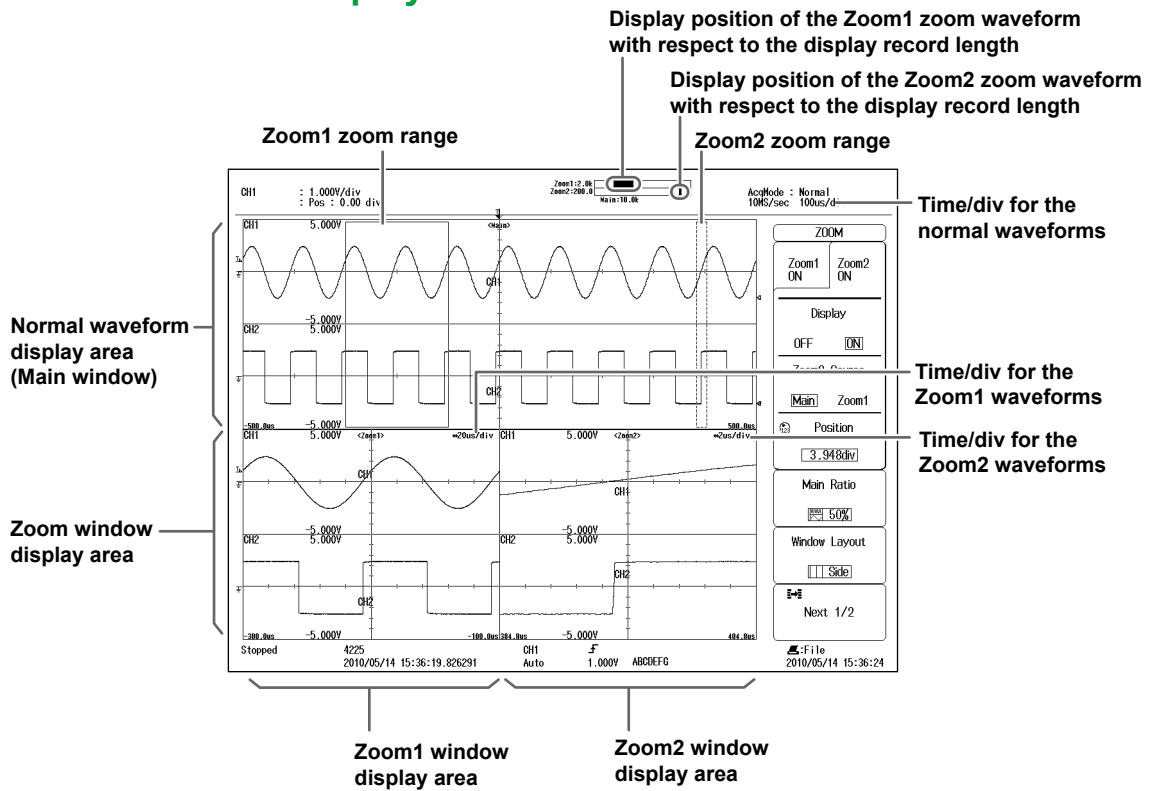 Display position of the Zoom1 zoom waveform
with respect to the display record length
Display position of the Zoom2 zoom waveform
with respect to the display record length
Zoom1 zoom range
Zoom2 zoom range
CH1 : 1.000V/div
: Pos : 0.00 div
Zoom1:2.0k
Zoom2:200.0
Main:10.0k
AcqMode : Normal
10MS/sec 100us/d
Time/div for the
normal waveforms
CH1 5.000V <Main>
CH1
-5.000V
CH2 5.000V
CH2
-500.0us -5.000V 500.0us
Normal waveform
display area
(Main window)
ZOOM
Zoom1 Zoom2
ON ON
Display
OFF ON
Main Zoom1
Position
3.948div
Main Ratio
50%
Window Layout
Side
Next 1/2
Time/div for the
Zoom1 waveforms
Time/div for the
Zoom2 waveforms
CH1 5.000V <Zoom1> 20us/div
CH1
-5.000V
CH2 5.000V
CH2
-300.0us -5.000V -100.0us
CH1 5.000V <Zoom2> 2us/div
CH1
-5.000V
CH2 5.000V
CH2
384.8us -5.000V 404.8us
Zoom window
display area
Stopped 4225
2010/05/14 15:36:19.826291
CH1
Auto 1.000V ABCDEFG
:File
2010/05/14 15:36:24
Zoom1 window
display area
Zoom2 window
display area